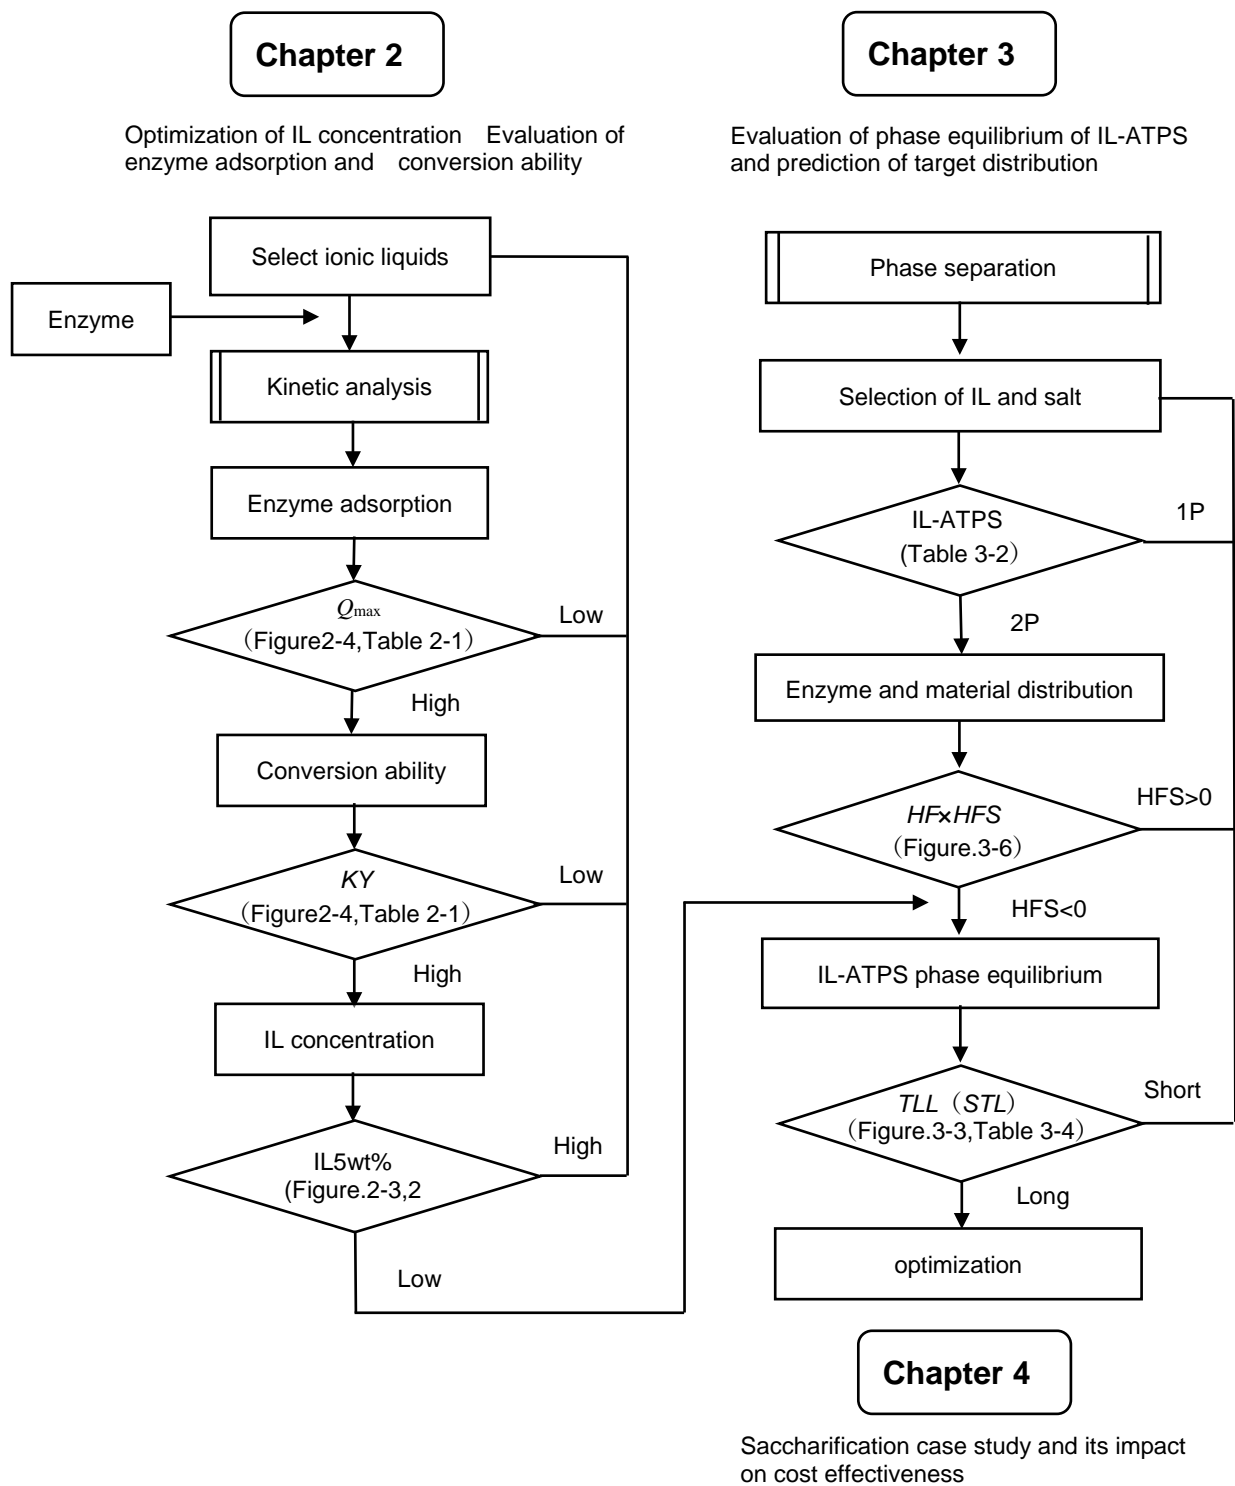 Chapter 2
Optimization of IL concentration Evaluation of
enzyme adsorption and conversion ability
Select ionic liquids
Enzyme
Kinetic analysis
Enzyme adsorption
Qmax
（Figure2-4,Table 2-1）
Low
High
Conversion ability
KY
（Figure2-4,Table 2-1）
Low
High
IL concentration
IL5wt%
(Figure.2-3,2
High
Low
Chapter 3
Evaluation of phase equilibrium of IL-ATPS
and prediction of target distribution
Phase separation
Selection of IL and salt
IL-ATPS
(Table 3-2）
1P
2P
Enzyme and material distribution
HF×HFS
（Figure.3-6）
HFS>0
HFS<0
IL-ATPS phase equilibrium
TLL（STL）
（Figure.3-3,Table 3-4）
Short
Long
optimization
Chapter 4
Saccharification case study and its impact
on cost effectiveness